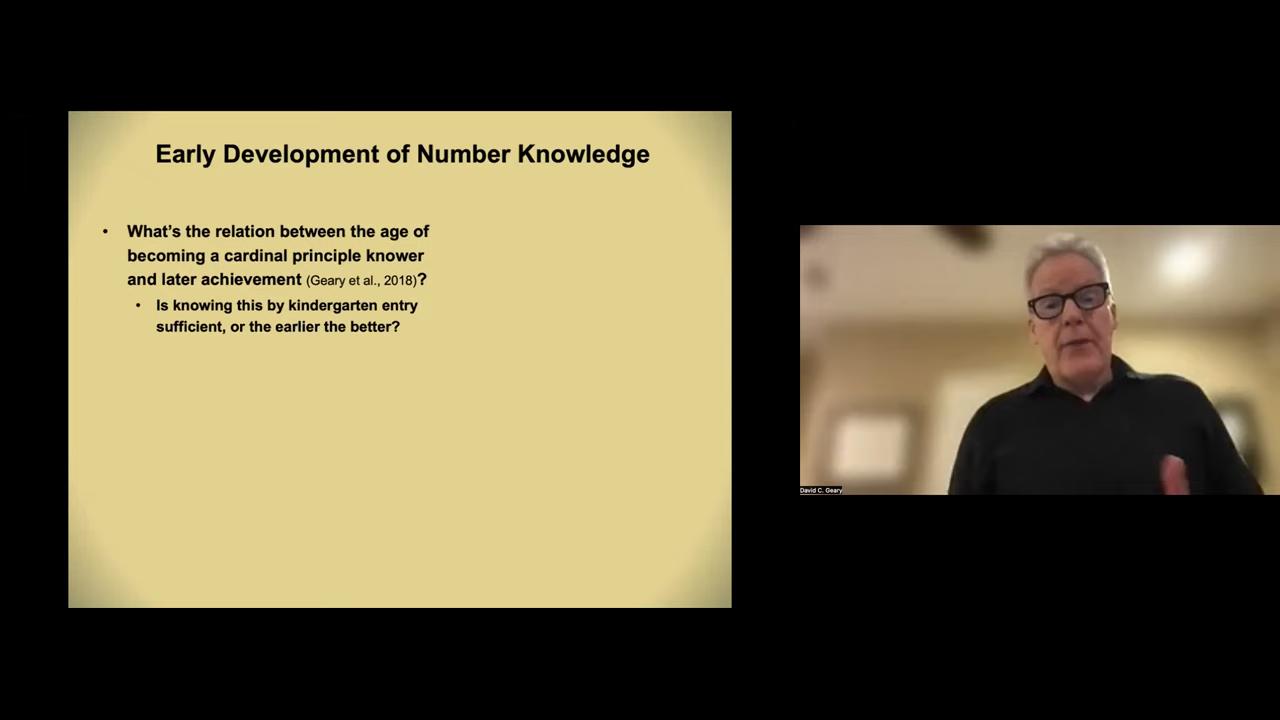 Early Development of Number Knowledge
• What’s the relation between the age of
becoming a cardinal principle knower
and later achievement (Geary et al., 2018)?
• Is knowing this by kindergarten entry
sufficient, or the earlier the better?
David C. Geary